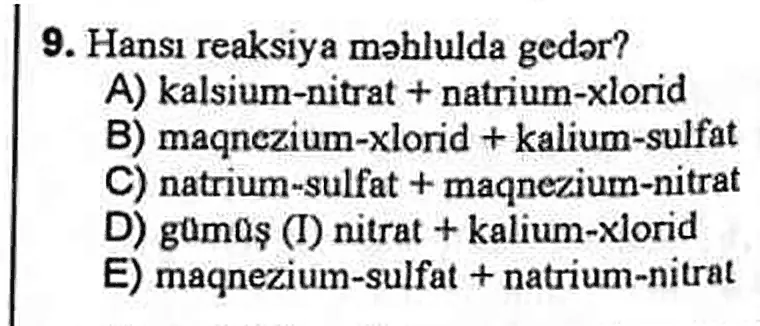 9. Hansı reaksiya məhlulda gedər?
A) kalsium-nitrat + natrium-xlorid
B) maqnezium-xlorid + kalium-sulfat
C) natrium-sulfat + maqnezium-nitrat
D) gümüş (I) nitrat + kalium-xlorid
E) maqnezium-sulfat + natrium-nitrat